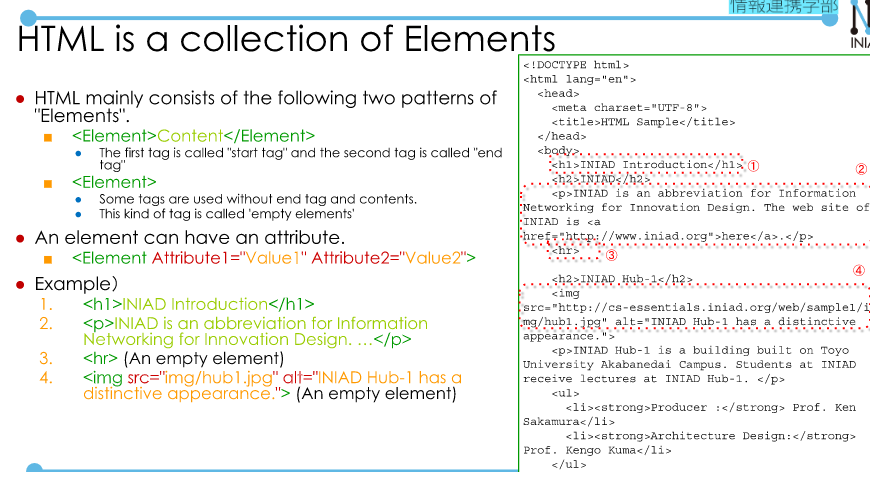 情報連携学部
INIA
HTML is a collection of Elements
● HTML mainly consists of the following two patterns of
"Elements".
■ <Element>Content</Element>
• The first tag is called "start tag" and the second tag is called "end
tag"
■ <Element>
• Some tags are used without end tag and contents.
• This kind of tag is called 'empty elements'
● An element can have an attribute.
■ <Element Attribute1="Value1" Attribute2="Value2">
● Example）
1. <h1>INIAD Introduction</h1>
2. <p>INIAD is an abbreviation for Information
Networking for Innovation Design. …</p>
3. <hr> (An empty element)
4. <img src="img/hub1.jpg" alt="INIAD Hub-1 has a
distinctive appearance."> (An empty element)
<!DOCTYPE html>
<html lang="en">
<head>
<meta charset="UTF-8">
<title>HTML Sample</title>
</head>
<body>
<h1>INIAD Introduction</h1> ①
②
<h2>INIAD</h2>
<p>INIAD is an abbreviation for Information
Networking for Innovation Design. The web site of
INIAD is <a
href="http://www.iniad.org">here</a>.</p>
<hr> ③
④
<h2>INIAD Hub-1</h2>
<img
src="http://cs-essentials.iniad.org/web/sample1/i
mg/hub1.jpg" alt="INIAD Hub-1 has a distinctive
appearance.">
<p>INIAD Hub-1 is a building built on Toyo
University Akabanedai Campus. Students at INIAD
receive lectures at INIAD Hub-1. </p>
<ul>
<li><strong>Producer :</strong> Prof. Ken
Sakamura</li>
<li><strong>Architecture Design:</strong>
Prof. Kengo Kuma</li>
</ul>